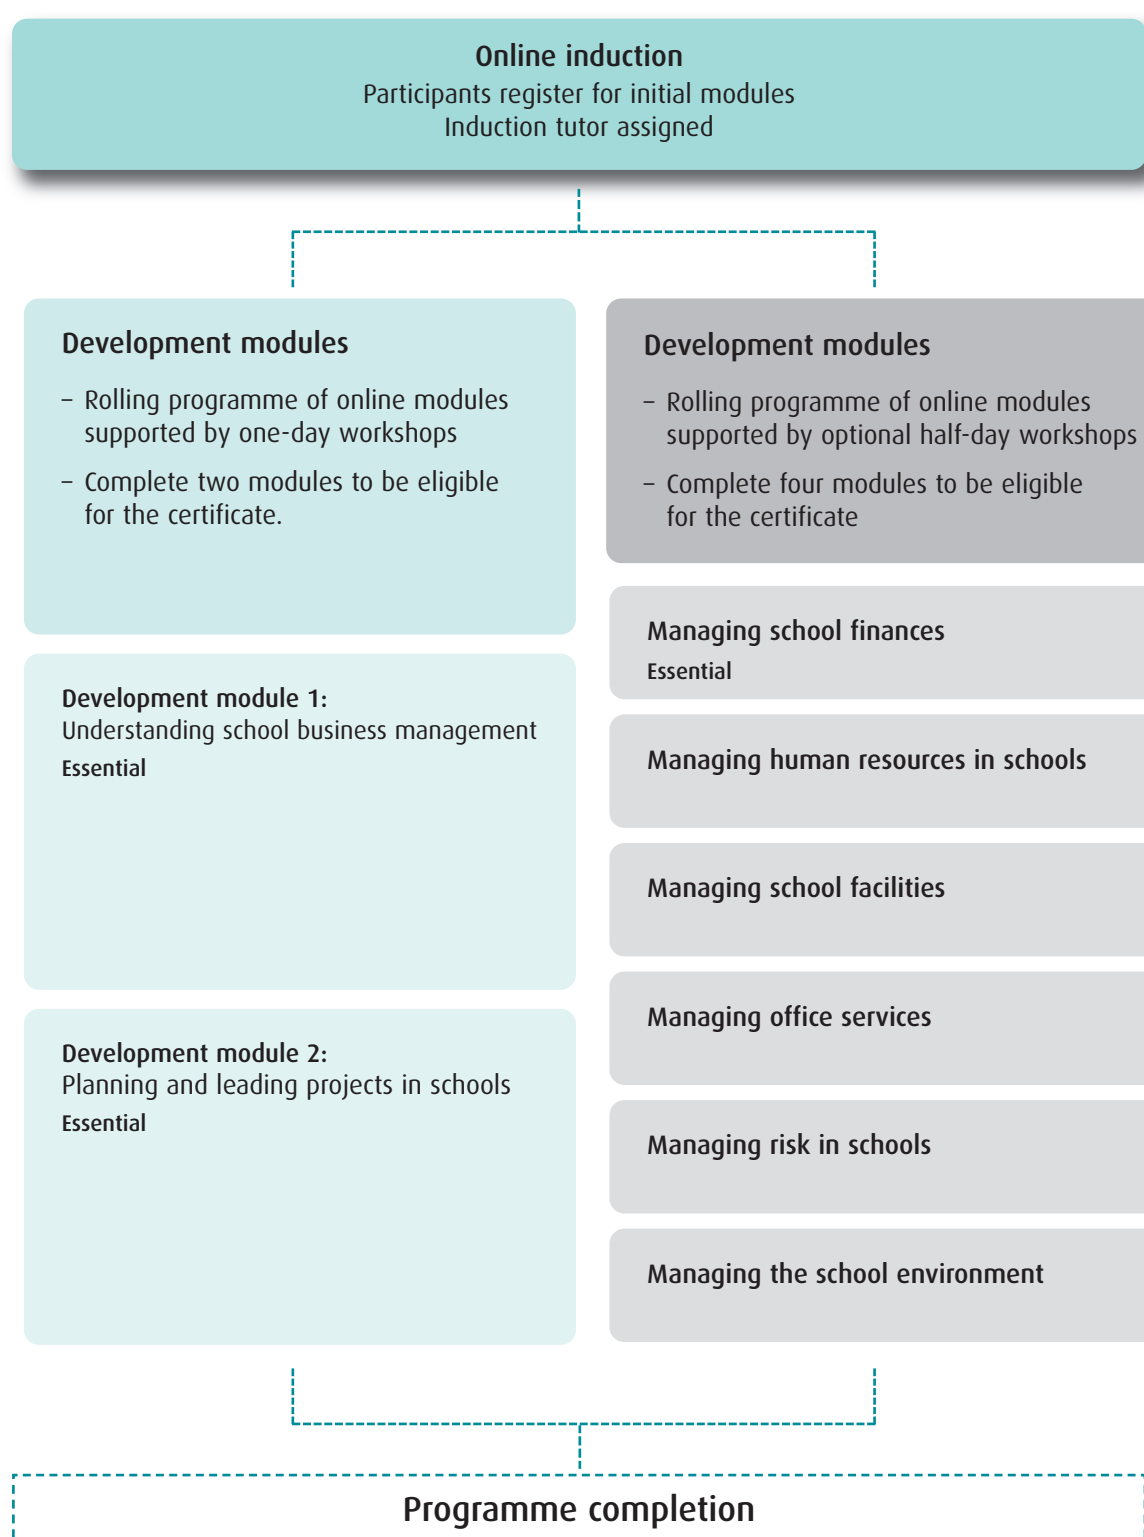 Online induction
Participants register for initial modules
Induction tutor assigned
Development modules
– Rolling programme of online modules
supported by one-day workshops
– Complete two modules to be eligible
for the certificate.
Development module 1:
Understanding school business management
Essential
Development module 2:
Planning and leading projects in schools
Essential
Development modules
– Rolling programme of online modules
supported by optional half-day workshops
– Complete four modules to be eligible
for the certificate
Managing school finances
Essential
Managing human resources in schools
Managing school facilities
Managing office services
Managing risk in schools
Managing the school environment
Programme completion